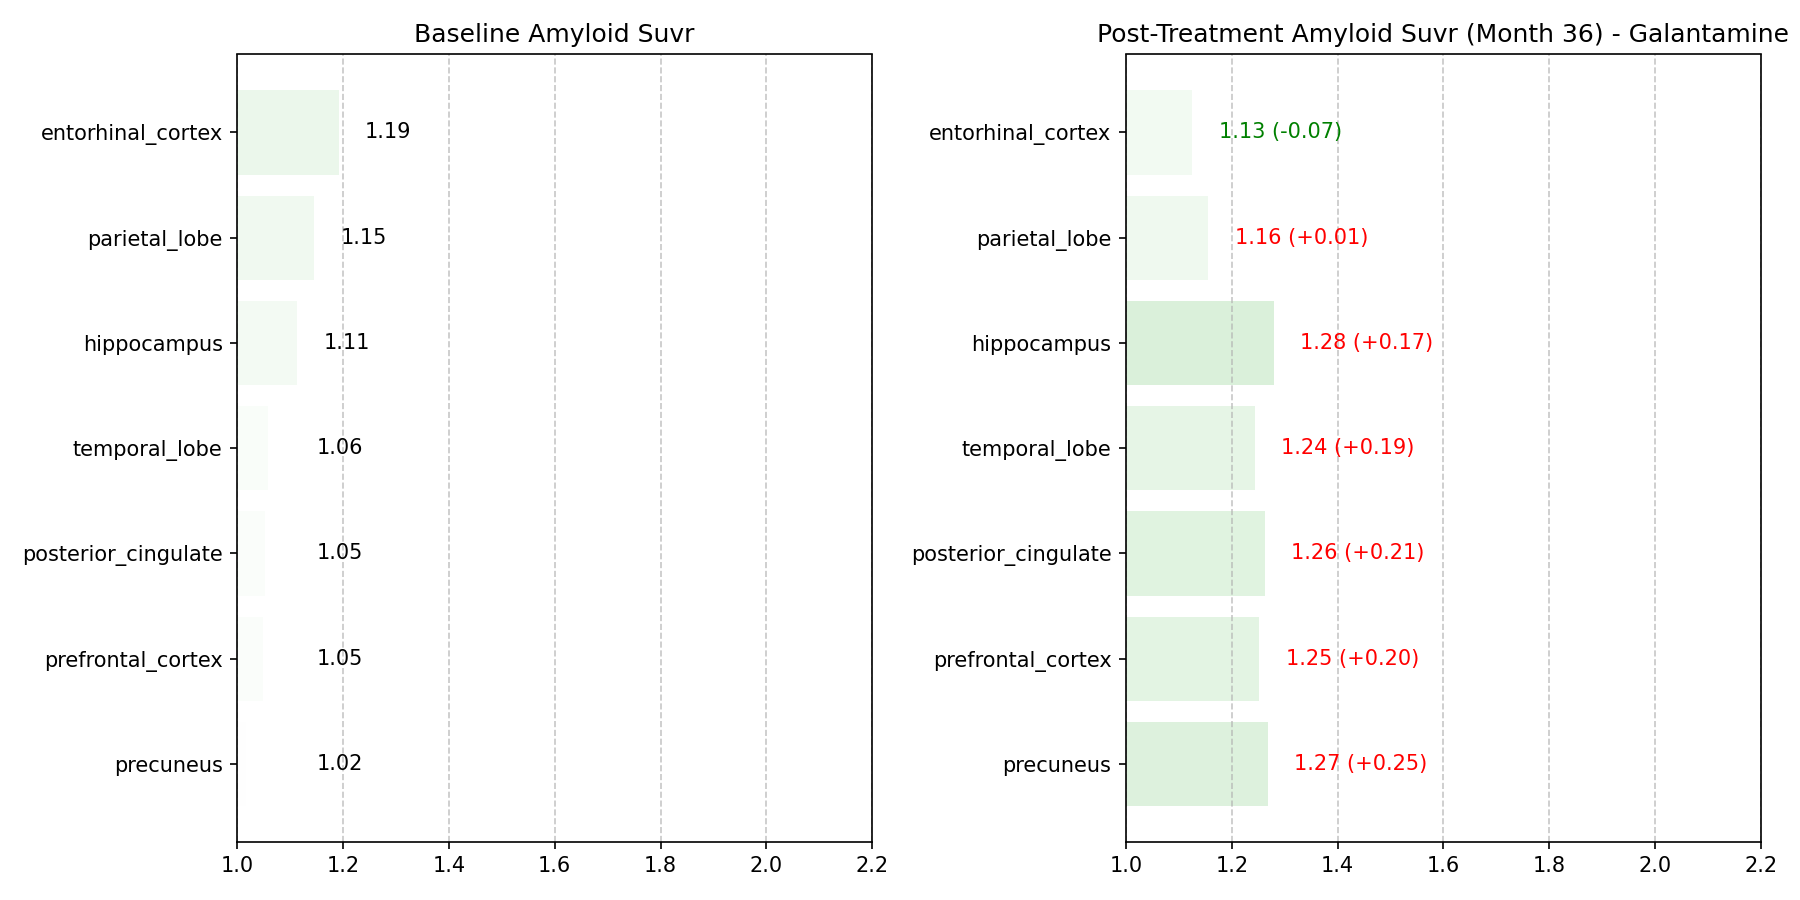 Baseline Amyloid Suvr
entorhinal_cortex 1.19
parietal_lobe 1.15
hippocampus 1.11
temporal_lobe 1.06
posterior_cingulate 1.05
prefrontal_cortex 1.05
precuneus 1.02
1.0 1.2 1.4 1.6 1.8 2.0 2.2
Post-Treatment Amyloid Suvr (Month 36) - Galantamine
entorhinal_cortex 1.13 (-0.07)
parietal_lobe 1.16 (+0.01)
hippocampus 1.28 (+0.17)
temporal_lobe 1.24 (+0.19)
posterior_cingulate 1.26 (+0.21)
prefrontal_cortex 1.25 (+0.20)
precuneus 1.27 (+0.25)
1.0 1.2 1.4 1.6 1.8 2.0 2.2